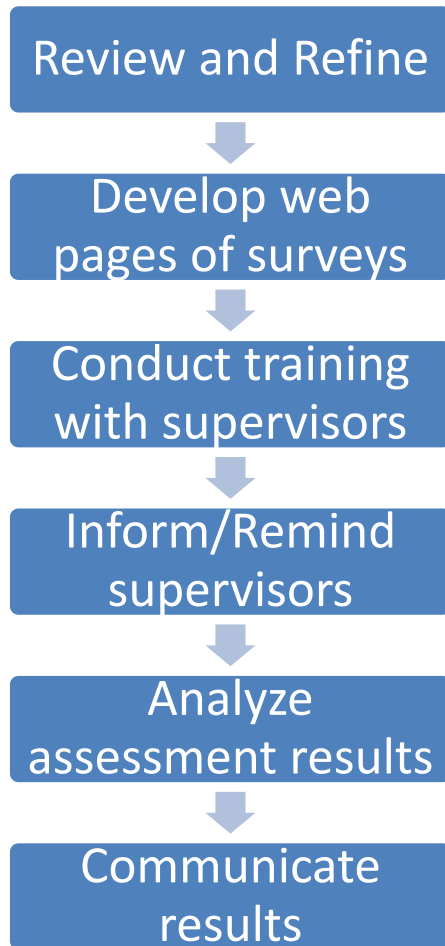 Review and Refine
Develop web
pages of surveys
Conduct training
with supervisors
Inform/Remind
supervisors
Analyze
assessment results
Communicate
results